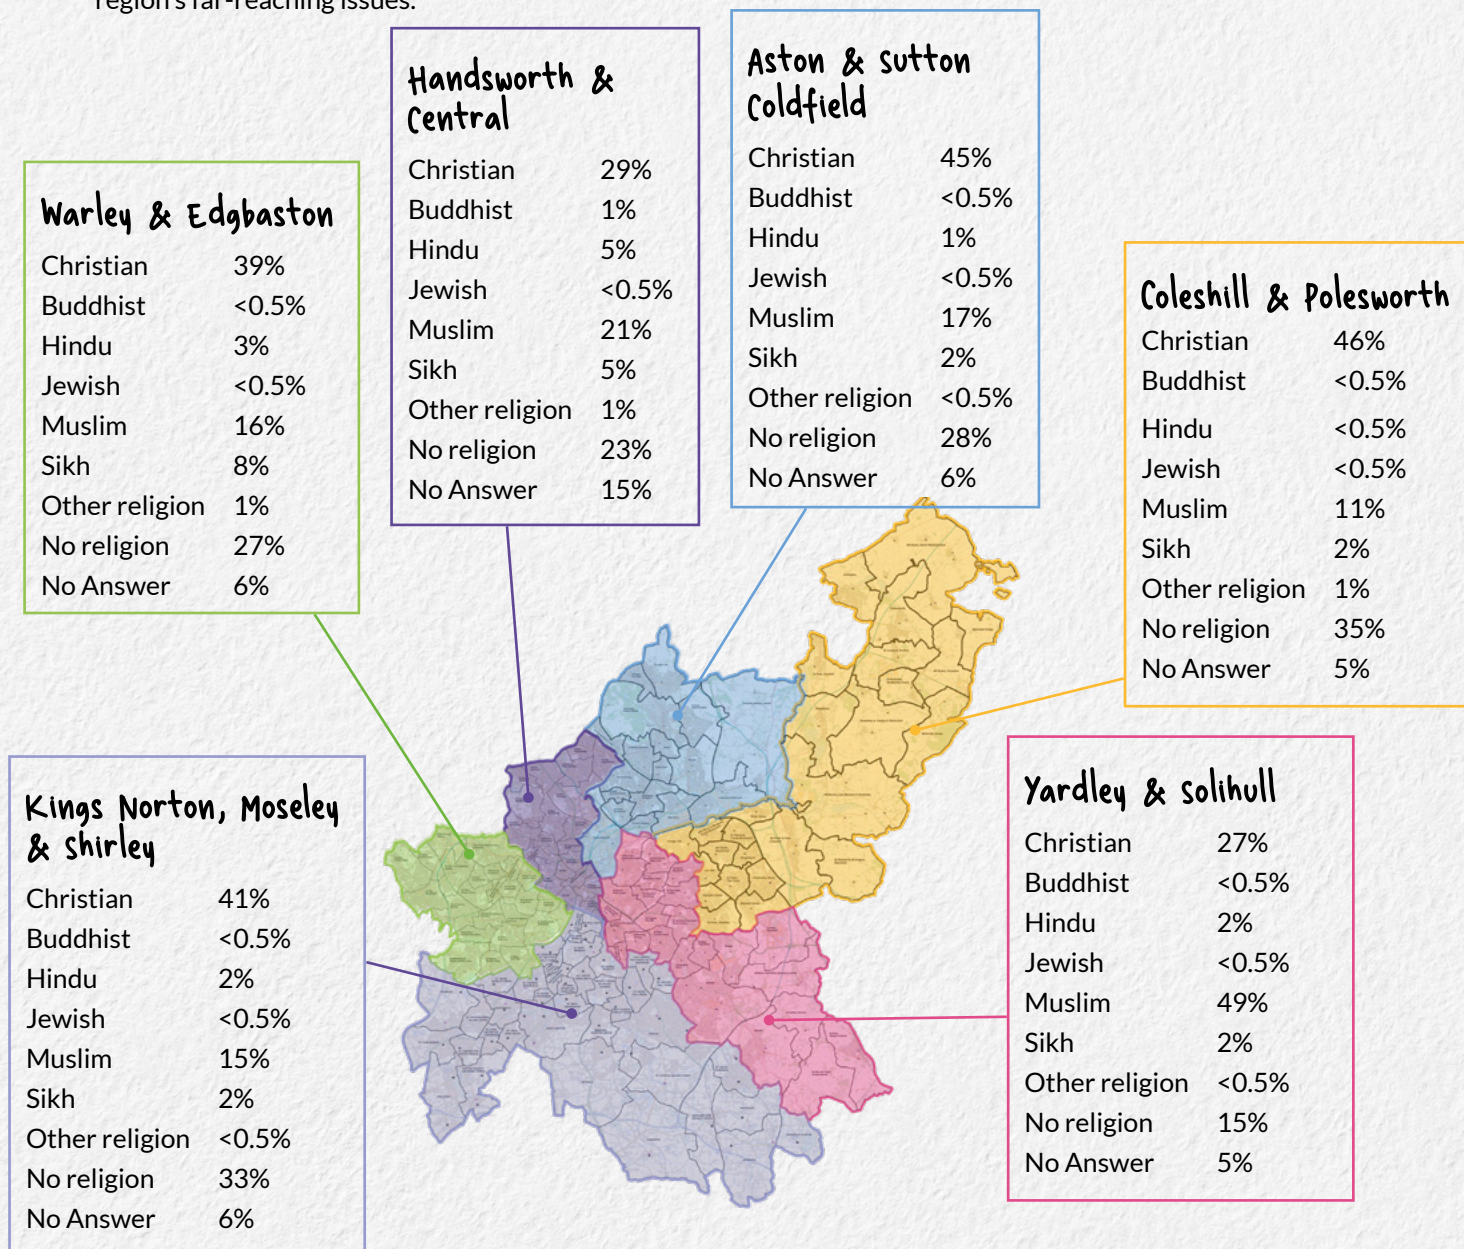 region's far-reaching issues.
Handsworth &
Central
Christian 29%
Buddhist 1%
Hindu 5%
Jewish <0.5%
Muslim 21%
Sikh 5%
Other religion 1%
No religion 23%
No Answer 15%
Aston & Sutton
Coldfield
Christian 45%
Buddhist <0.5%
Hindu 1%
Jewish <0.5%
Muslim 17%
Sikh 2%
Other religion <0.5%
No religion 28%
No Answer 6%
Warley & Edgbaston
Christian 39%
Buddhist <0.5%
Hindu 3%
Jewish <0.5%
Muslim 16%
Sikh 8%
Other religion 1%
No religion 27%
No Answer 6%
Coleshill & Polesworth
Christian 46%
Buddhist <0.5%
Hindu <0.5%
Jewish <0.5%
Muslim 11%
Sikh 2%
Other religion 1%
No religion 35%
No Answer 5%
Kings Norton, Moseley
& Shirley
Christian 41%
Buddhist <0.5%
Hindu 2%
Jewish <0.5%
Muslim 15%
Sikh 2%
Other religion <0.5%
No religion 33%
No Answer 6%
Yardley & Solihull
Christian 27%
Buddhist <0.5%
Hindu 2%
Jewish <0.5%
Muslim 49%
Sikh 2%
Other religion <0.5%
No religion 15%
No Answer 5%